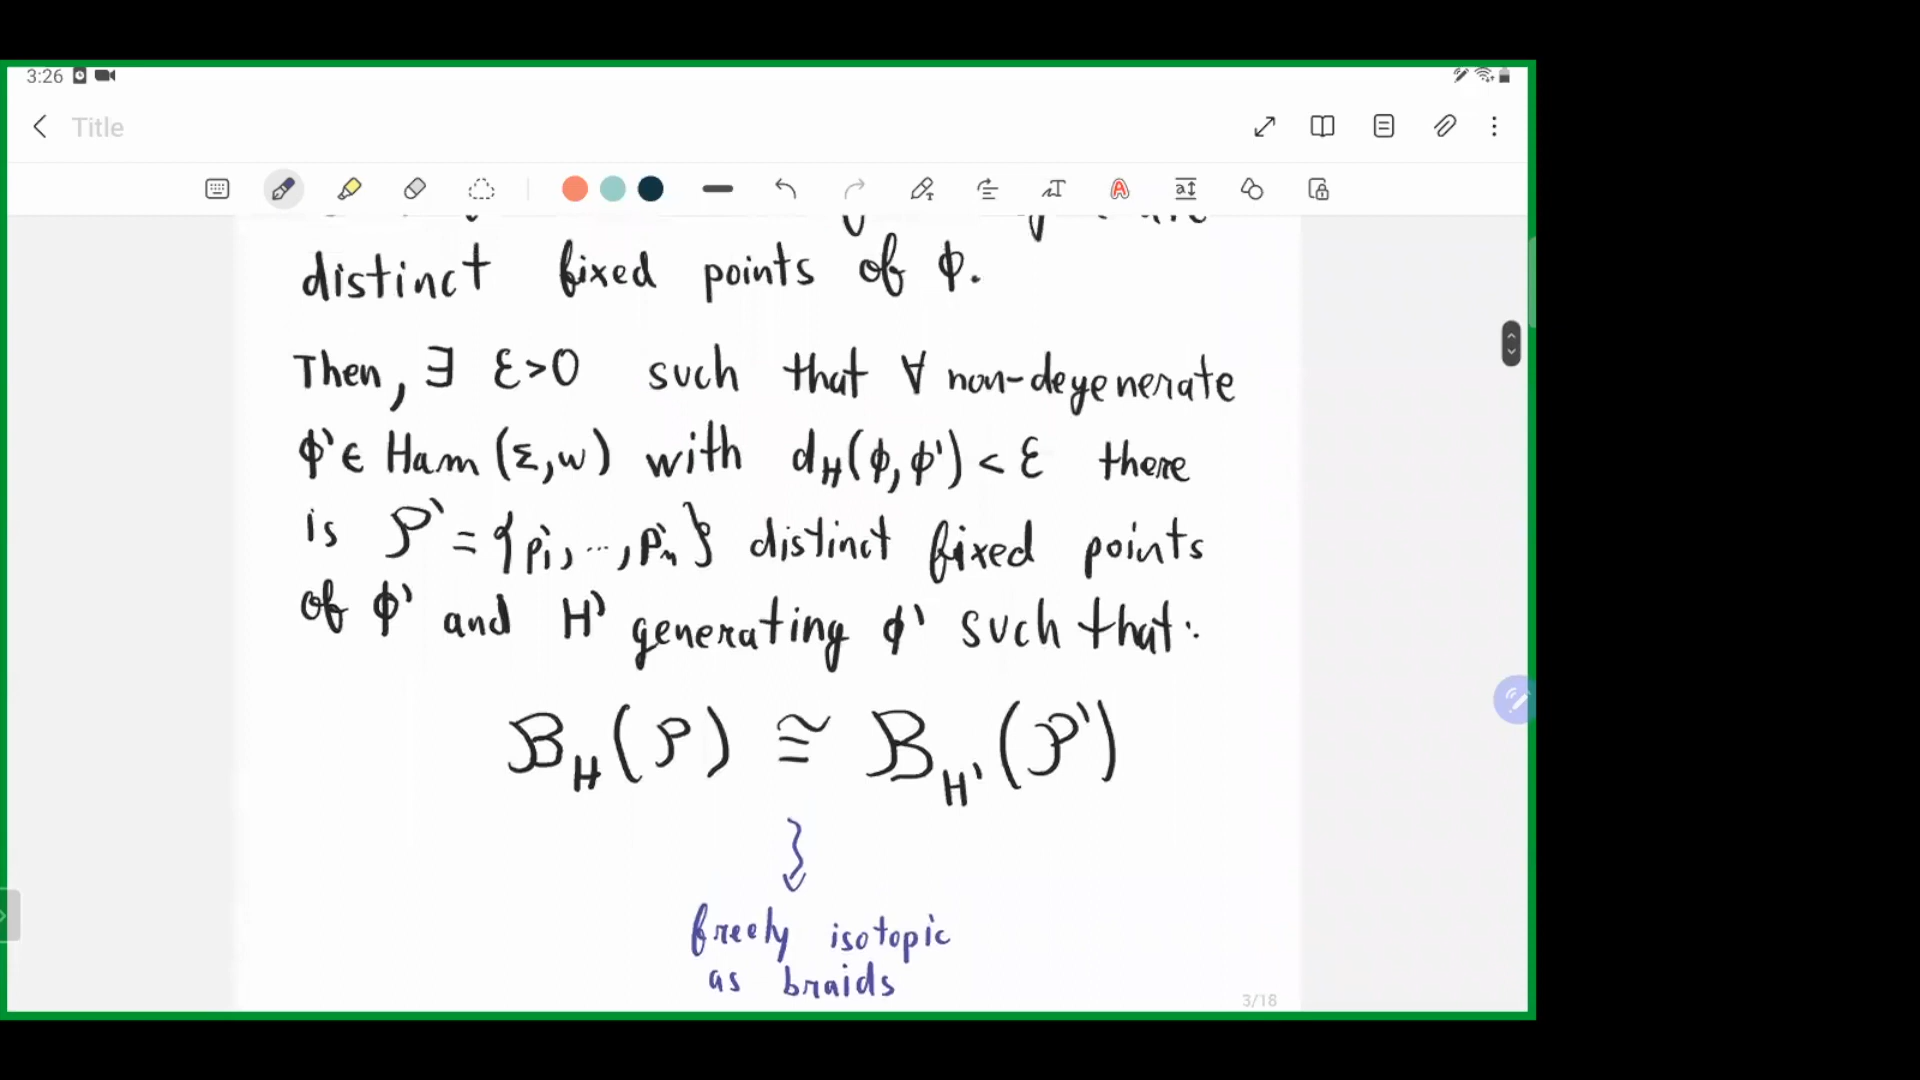 3:26
Title
distinct fixed points of ϕ.
Then, ∃ ε>0 such that ∀ non-degenerate
ϕ'∈ Ham (Σ,ω) with d_H(ϕ,ϕ') < ε there
is 𝒫' = {p'_1, ..., p'_n} distinct fixed points
of ϕ' and H' generating ϕ' such that:
ℬ_H(𝒫) ≅ ℬ_H'(𝒫')
freely isotopic
as braids
3/18